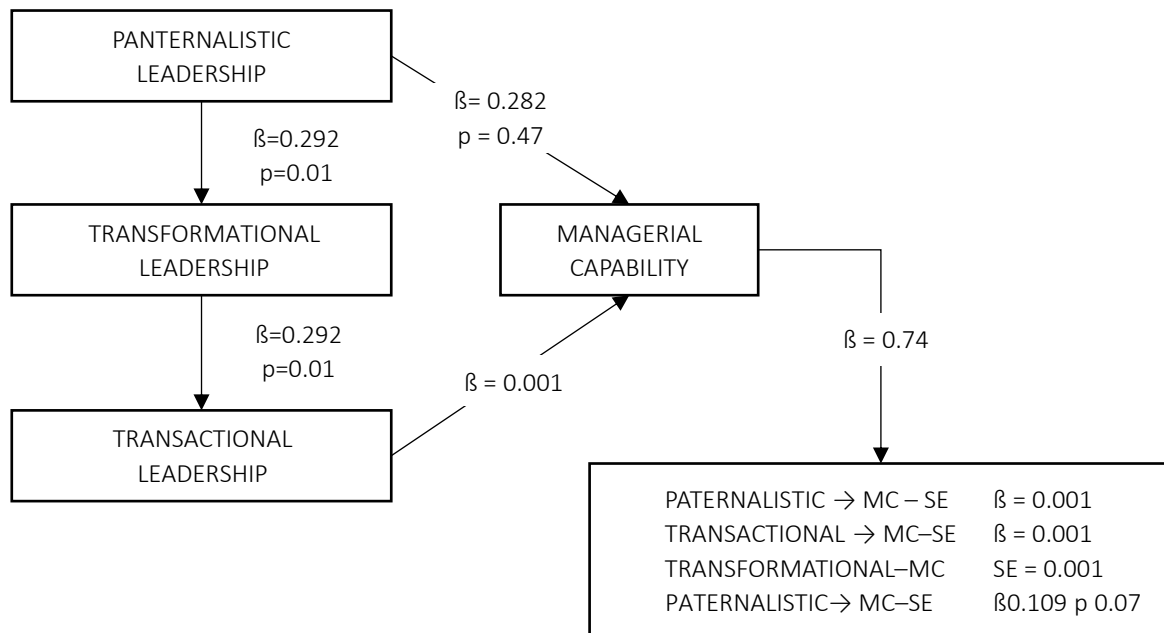 PANTERNALISTIC
LEADERSHIP
ß= 0.282
p = 0.47
ß=0.292
p=0.01
TRANSFORMATIONAL
LEADERSHIP
MANAGERIAL
CAPABILITY
ß=0.292
p=0.01
ß = 0.74
ß = 0.001
TRANSACTIONAL
LEADERSHIP
PATERNALISTIC → MC – SE ß = 0.001
TRANSACTIONAL → MC–SE ß = 0.001
TRANSFORMATIONAL–MC SE = 0.001
PATERNALISTIC→ MC–SE ß0.109 p 0.07